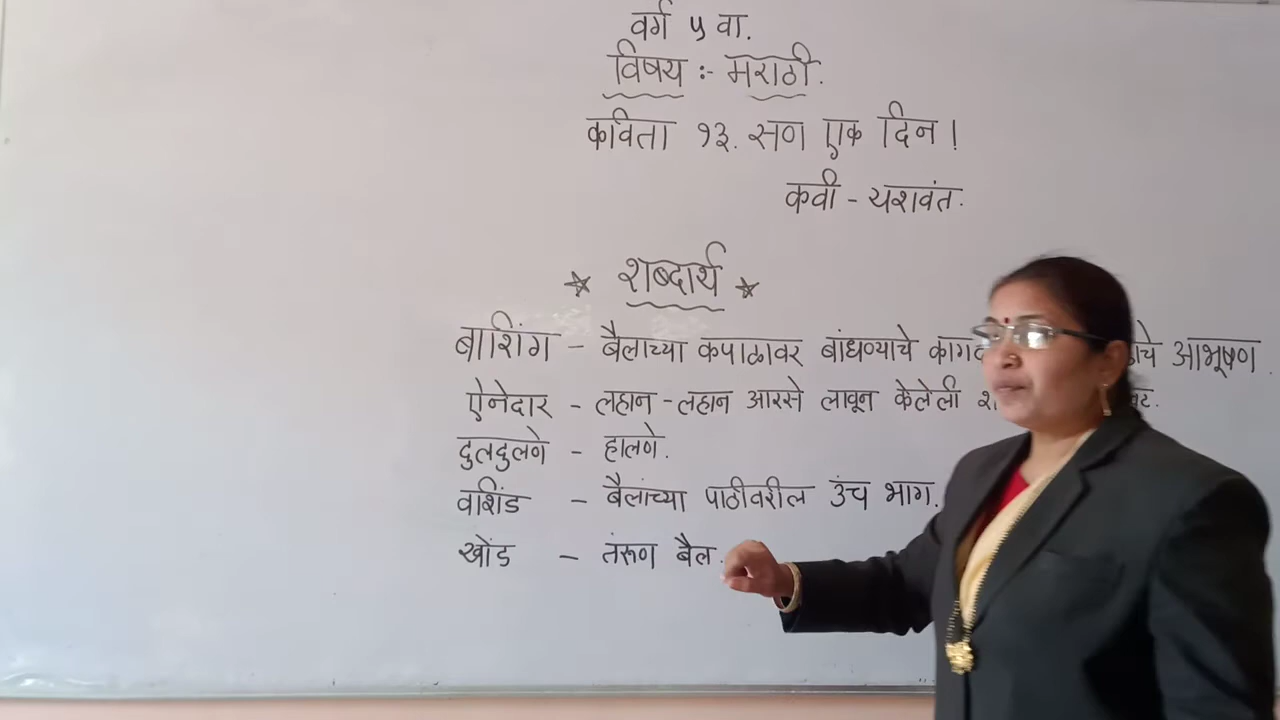 वर्ग ५ वा.
विषय :- मराठी.
कविता १३. सण एक दिन !
कवी - यशवंत.
☆ शब्दार्थ ☆
बाशिंग - बैलाच्या कपाळावर बांधण्याचे आभूषण.
ऐनेदार - लहान-लहान आरसे लावून केलेली
डुलडुलणे - हालणे.
वशिंड - बैलांच्या पाठीवरील उंच भाग.
खोंड - तरूण बैल.